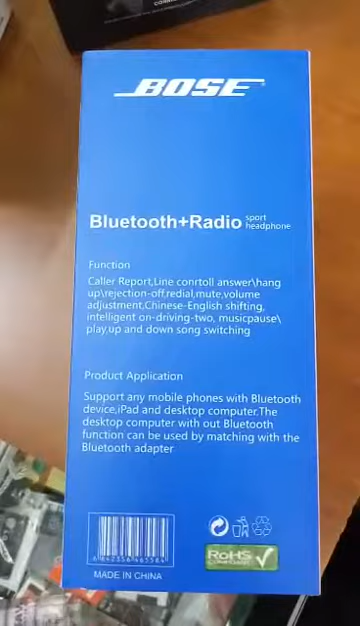 BOSE
Bluetooth+Radio sport headphone
Function
Caller Report,Line conrtoll answer\hang
up\rejection-off,redial,mute,volume
adjustment,Chinese-English shifting,
intelligent on-driving-two, musicpause\
play,up and down song switching
Product Application
Support any mobile phones with Bluetooth
device,iPad and desktop computer.The
desktop computer with out Bluetooth
function can be used by matching with the
Bluetooth adapter
RoHS
MADE IN CHINA